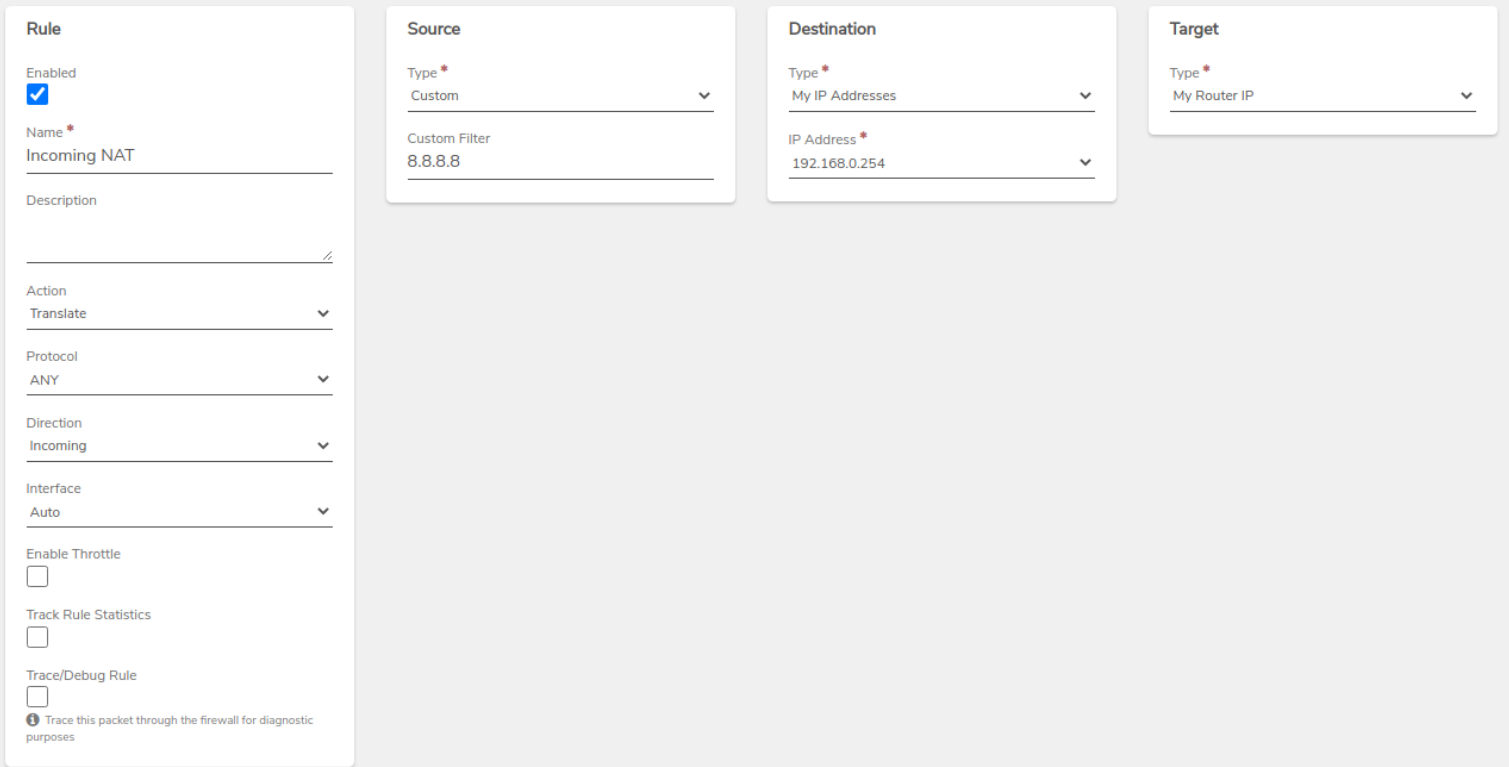 Rule
Enabled
Name *
Incoming NAT
Description
Action
Translate
Protocol
ANY
Direction
Incoming
Interface
Auto
Enable Throttle
Track Rule Statistics
Trace/Debug Rule
Trace this packet through the firewall for diagnostic
purposes
Source
Type *
Custom
Custom Filter
8.8.8.8
Destination
Type *
My IP Addresses
IP Address *
192.168.0.254
Target
Type *
My Router IP